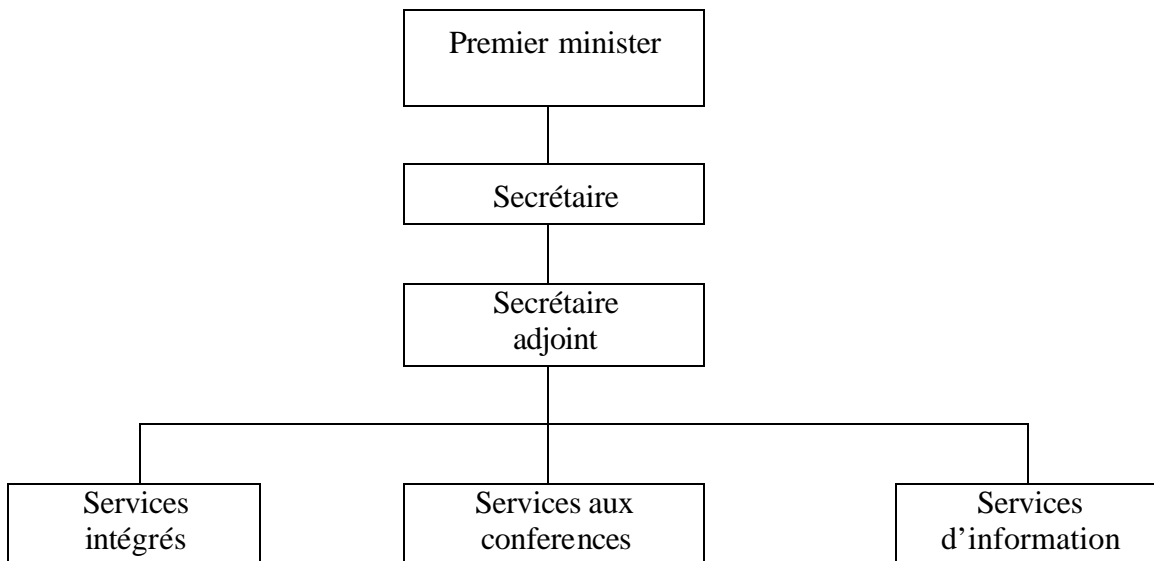 Premier minister
Secrétaire
Secrétaire
adjoint
Services
intégrés
Services aux
conferences
Services
d’information